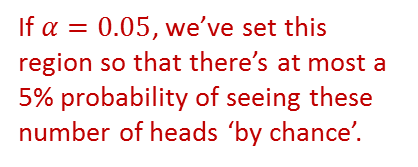 If α = 0.05, we’ve set this
region so that there’s at most a
5% probability of seeing these
number of heads ‘by chance’.